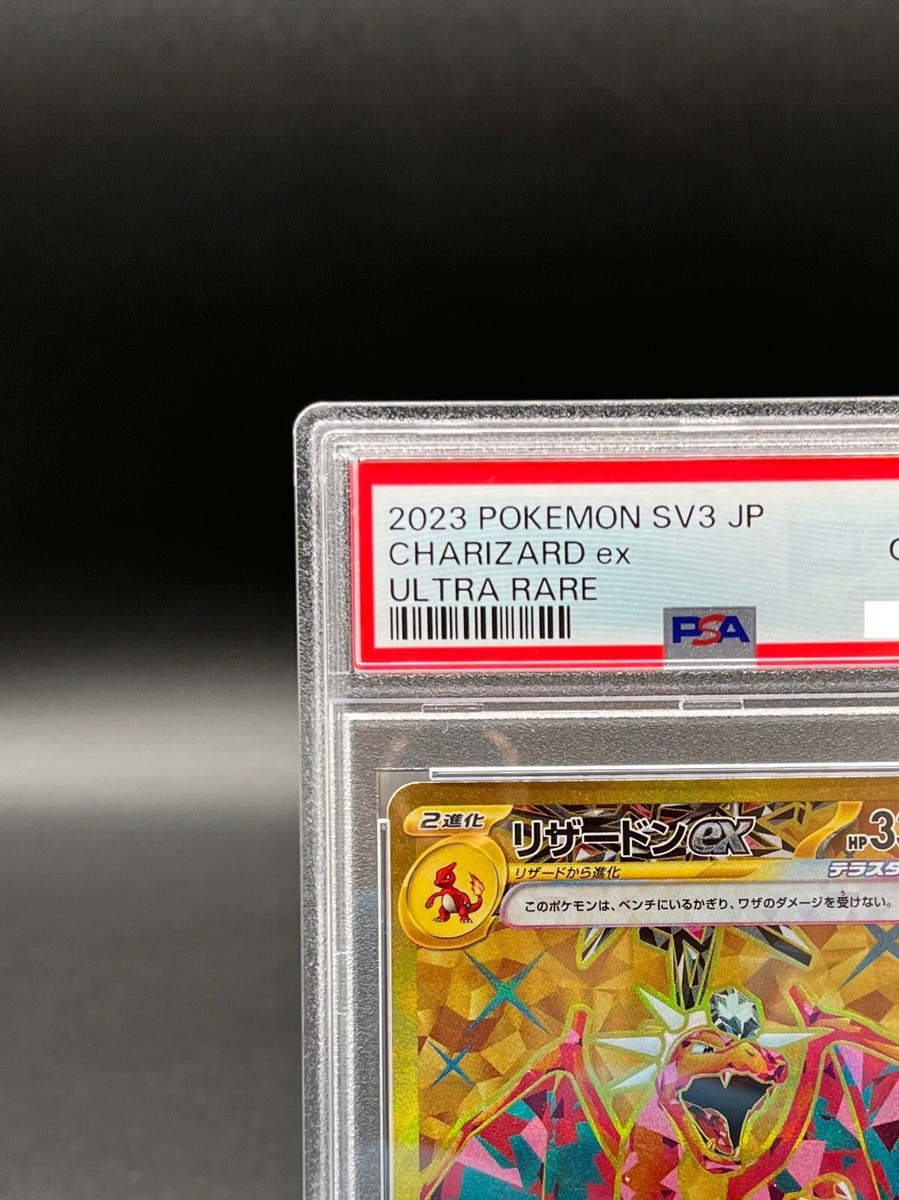 2023 POKEMON SV3 JP
CHARIZARD ex
ULTRA RARE
PSA
2進化
リザードンex
HP 33
リザードから進化
テラスタ
このポケモンは、ベンチにいるかぎり、ワザのダメージを受けない。